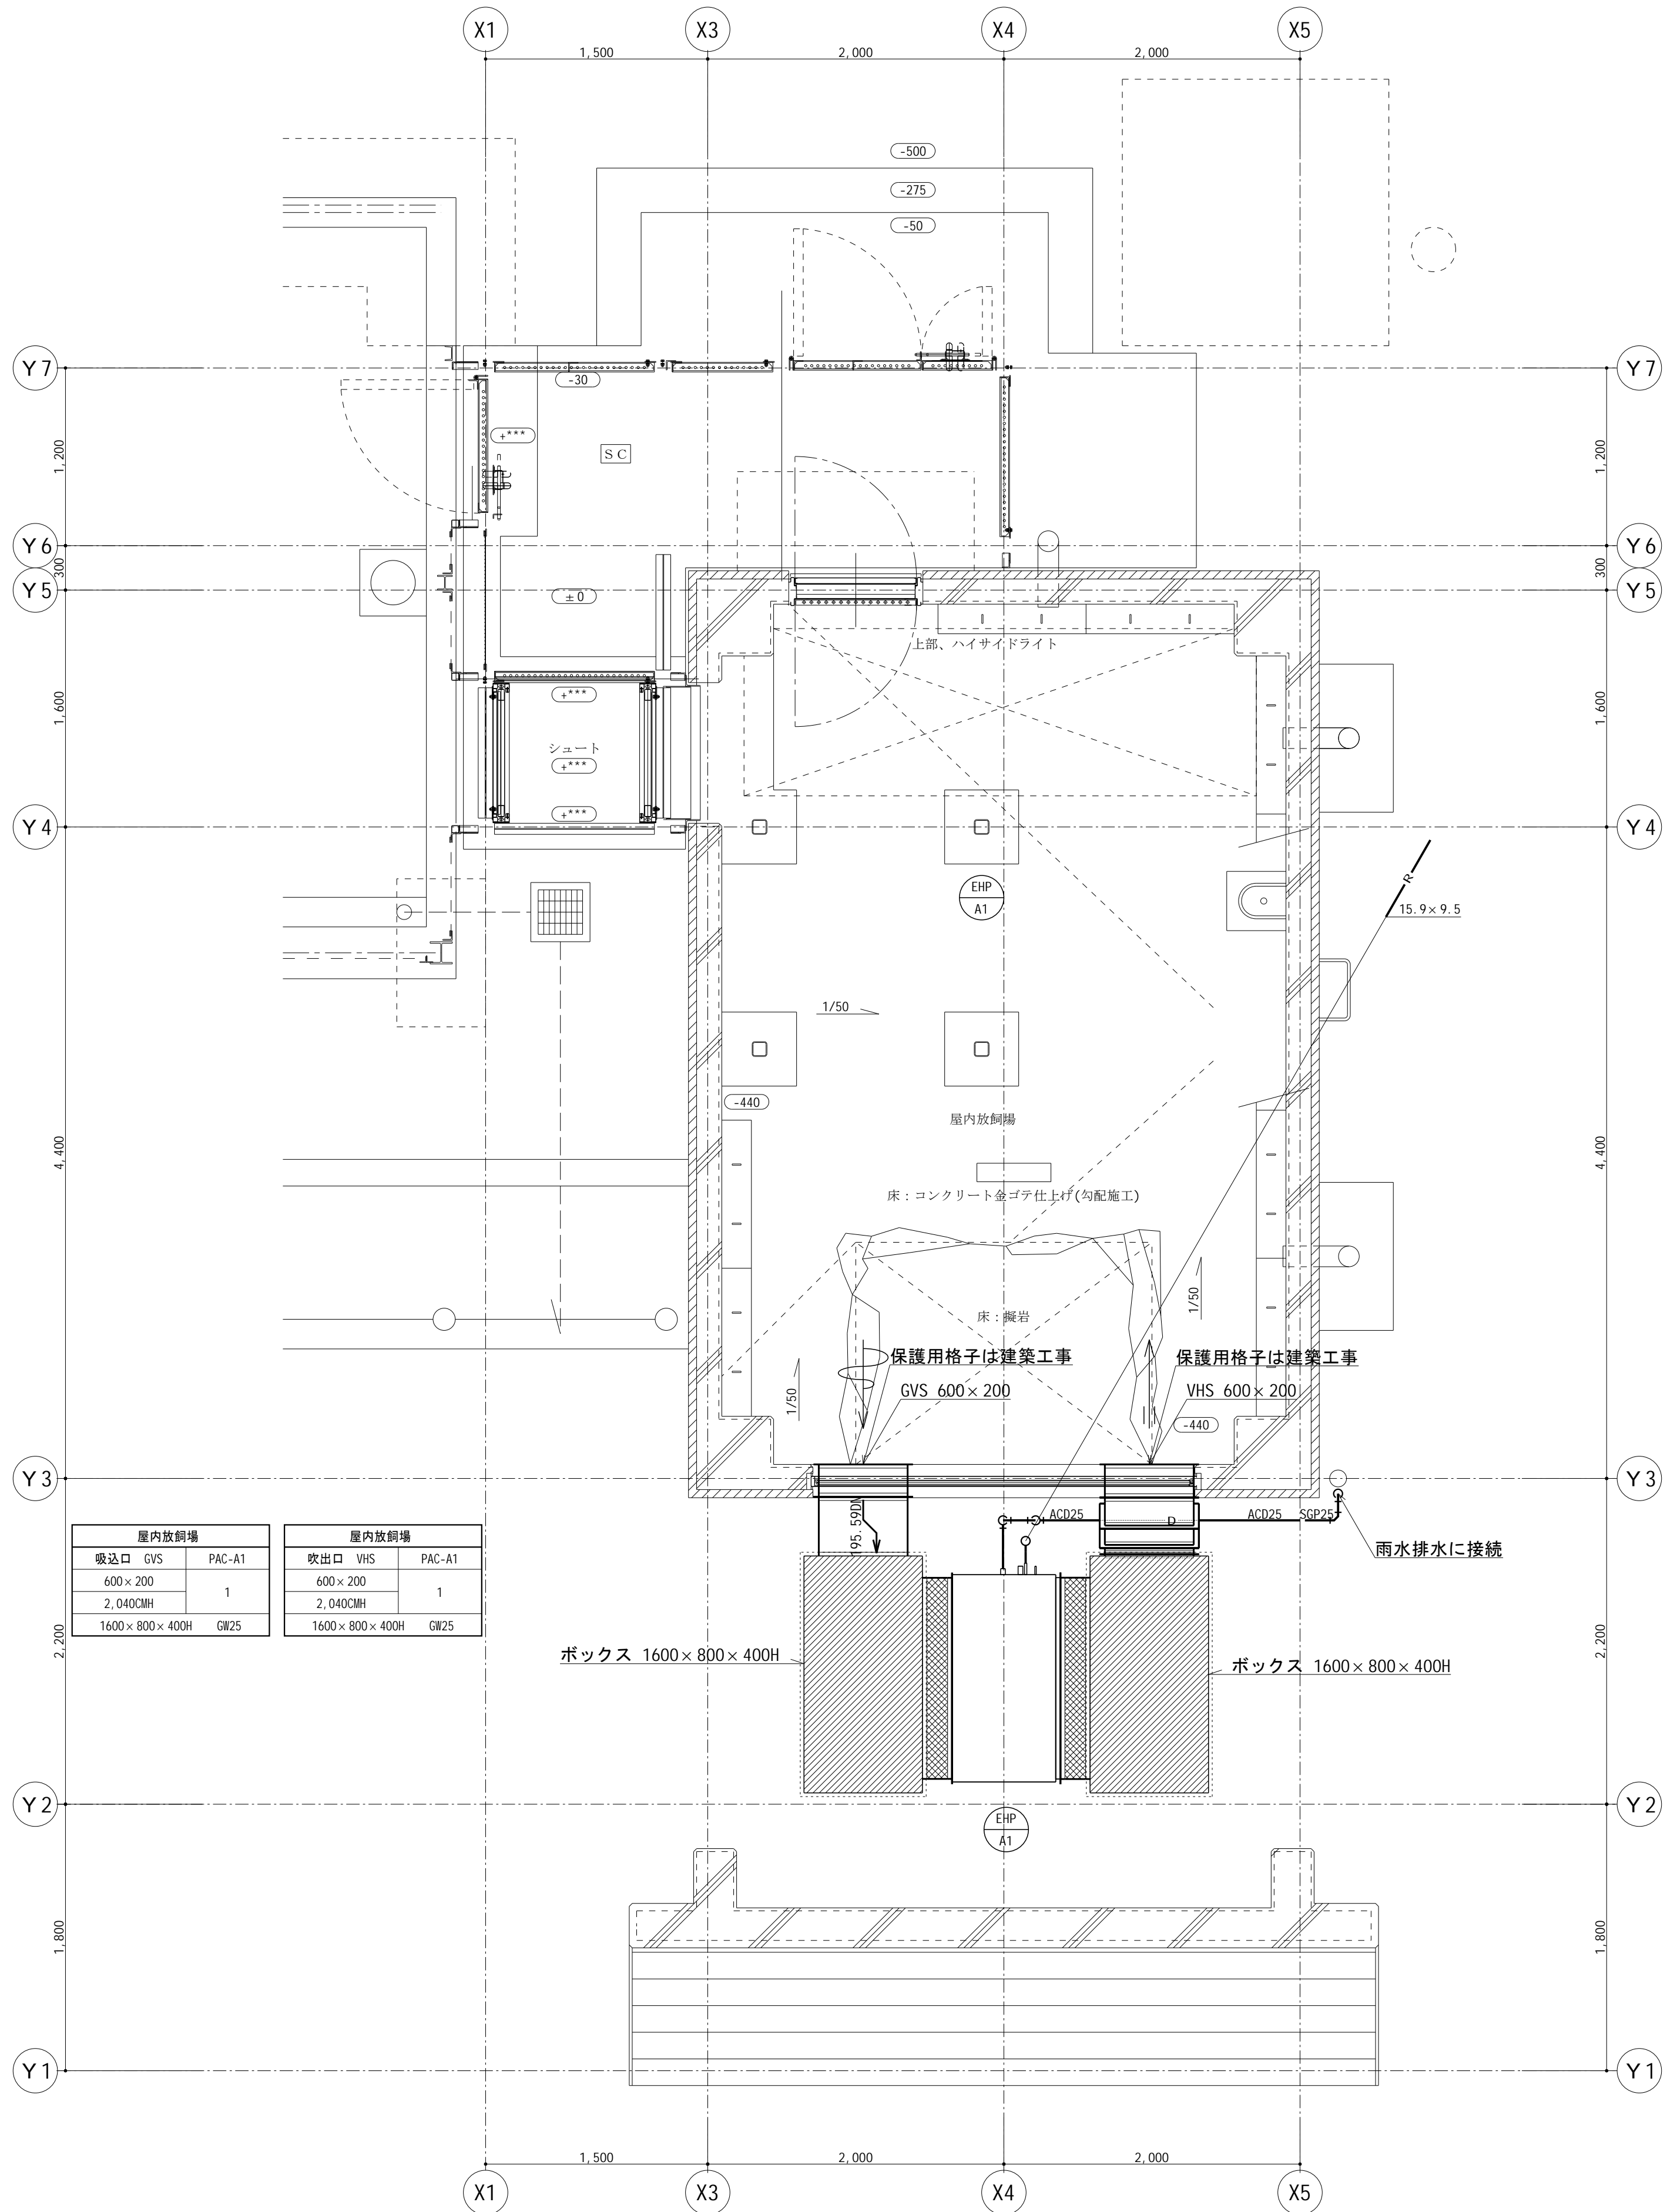 X1
X3
X4
X5
1,500
2,000
2,000
-500
-275
-50
Y7
Y7
-30
+***
SC
1,200
1,200
Y6
Y6
300
300
Y5
Y5
±0
上部、ハイサイドライト
+***
1,600
1,600
シュート
+***
+***
Y4
Y4
EHP
A1
R
15.9×9.5
1/50
-440
屋内放飼場
4,400
4,400
床：コンクリート金ゴテ仕上げ(勾配施工)
1/50
床：擬岩
保護用格子は建築工事
保護用格子は建築工事
1/50
GVS 600×200
VHS 600×200
-440
Y3
Y3
195.59DN
ACD25
D
ACD25
SGP25
雨水排水に接続
屋内放飼場
吸込口 GVS PAC-A1
600×200
1
2,040CMH
1600×800×400H GW25
屋内放飼場
吹出口 VHS PAC-A1
600×200
1
2,040CMH
1600×800×400H GW25
2,200
2,200
ボックス 1600×800×400H
ボックス 1600×800×400H
Y2
Y2
EHP
A1
1,800
1,800
Y1
Y1
1,500
2,000
2,000
X1
X3
X4
X5